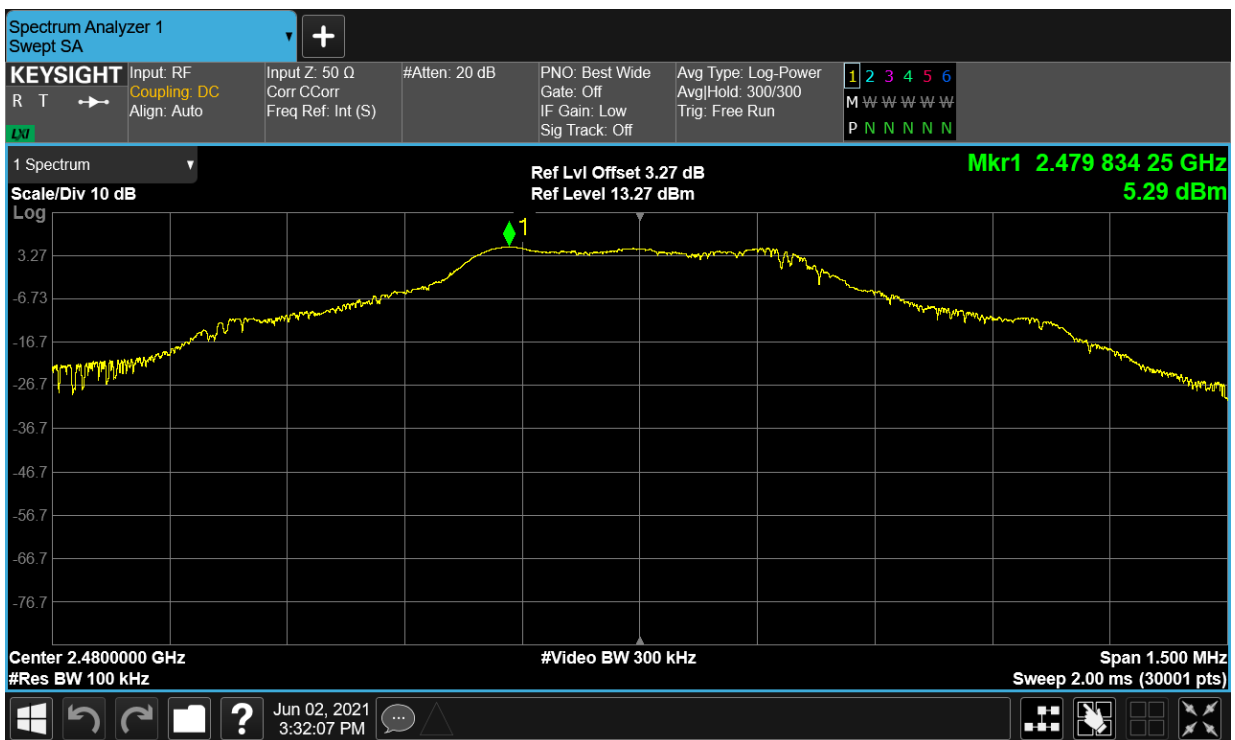 Spectrum Analyzer 1
Swept SA
▼
+
KEYSIGHT
R T
LXI
Input: RF
Coupling: DC
Align: Auto
Input Z: 50 Ω
Corr CCorr
Freq Ref: Int (S)
#Atten: 20 dB
PNO: Best Wide
Gate: Off
IF Gain: Low
Sig Track: Off
Avg Type: Log-Power
Avg|Hold: 300/300
Trig: Free Run
1 2 3 4 5 6
M W W W W W
P N N N N N
1 Spectrum ▼
Scale/Div 10 dB
Log
Ref Lvl Offset 3.27 dB
Ref Level 13.27 dBm
Mkr1 2.479 834 25 GHz
5.29 dBm
1
3.27
-6.73
-16.7
-26.7
-36.7
-46.7
-56.7
-66.7
-76.7
Center 2.4800000 GHz
#Res BW 100 kHz
#Video BW 300 kHz
Span 1.500 MHz
Sweep 2.00 ms (30001 pts)
?
Jun 02, 2021
3:32:07 PM